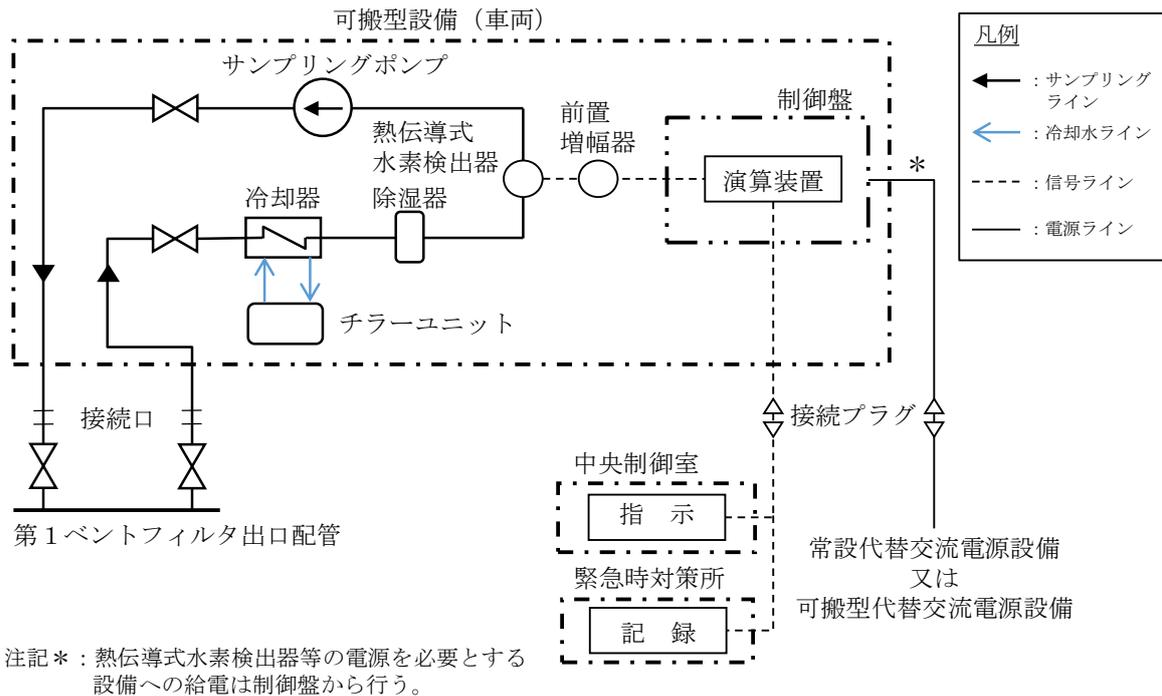 可搬型設備（車両）
サンプリングポンプ
熱伝導式
水素検出器
前置
増幅器
制御盤
演算装置
＊
冷却器
除湿器
チラーユニット
接続口
第１ベントフィルタ出口配管
接続プラグ
中央制御室
指　示
緊急時対策所
記　録
常設代替交流電源設備
又は
可搬型代替交流電源設備
凡例
：サンプリング
ライン
：冷却水ライン
：信号ライン
：電源ライン
注記＊：熱伝導式水素検出器等の電源を必要とする
設備への給電は制御盤から行う。